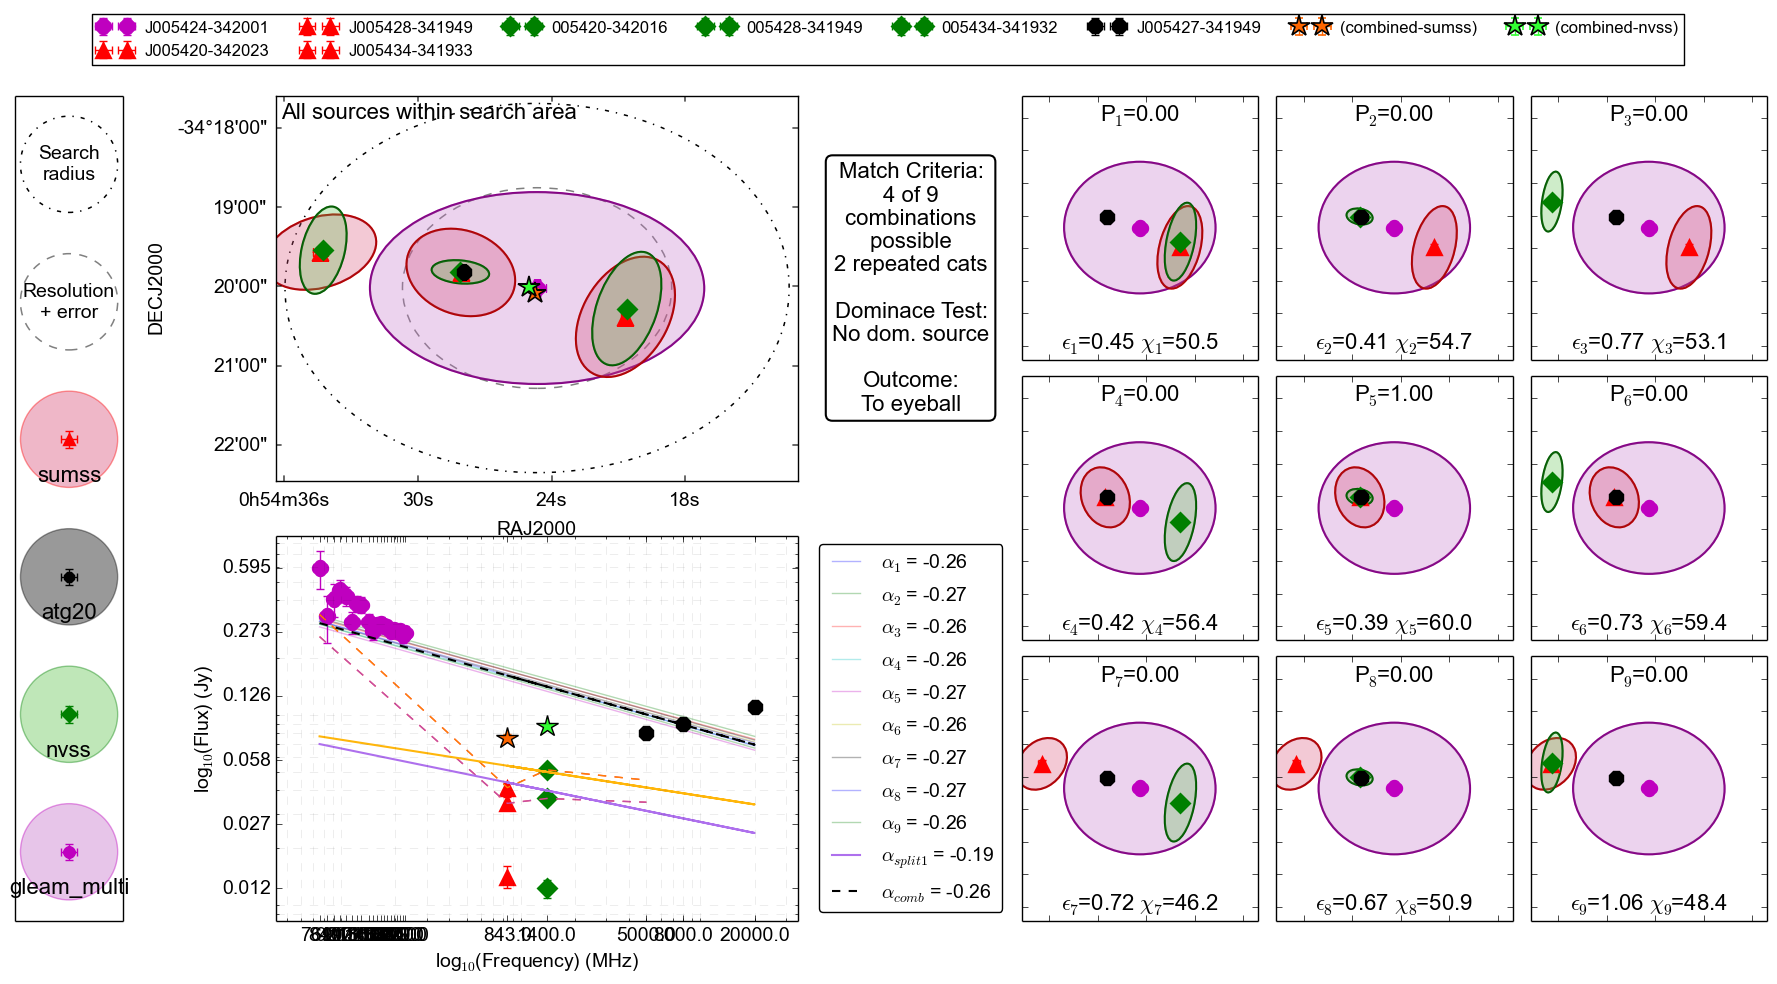 J005424-342001
J005428-341949
005420-342016
005428-341949
005434-341932
J005427-341949
(combined-sumss)
(combined-nvss)
J005420-342023
J005434-341933
Search
radius
Resolution
+ error
sumss
atg20
nvss
gleam_multi
All sources within search area
DECJ2000
-34°18'00"
19'00"
20'00"
21'00"
22'00"
0h54m36s
30s
24s
18s
RAJ2000
Match Criteria:
4 of 9
combinations
possible
2 repeated cats
Dominace Test:
No dom. source
Outcome:
To eyeball
log10(Flux) (Jy)
0.595
0.273
0.126
0.058
0.027
0.012
843.0
1400.0
5000.0
8000.0
20000.0
log10(Frequency) (MHz)
α1 = -0.26
α2 = -0.27
α3 = -0.26
α4 = -0.26
α5 = -0.27
α6 = -0.26
α7 = -0.27
α8 = -0.27
α9 = -0.26
αsplit1 = -0.19
αcomb = -0.26
P1=0.00
ϵ1=0.45 χ1=50.5
P2=0.00
ϵ2=0.41 χ2=54.7
P3=0.00
ϵ3=0.77 χ3=53.1
P4=0.00
ϵ4=0.42 χ4=56.4
P5=1.00
ϵ5=0.39 χ5=60.0
P6=0.00
ϵ6=0.73 χ6=59.4
P7=0.00
ϵ7=0.72 χ7=46.2
P8=0.00
ϵ8=0.67 χ8=50.9
P9=0.00
ϵ9=1.06 χ9=48.4